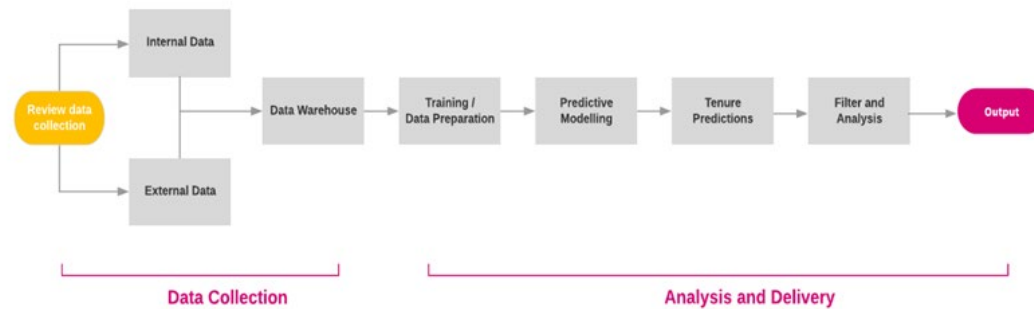 Internal Data
Review data
collection
External Data
Data Warehouse
Training /
Data Preparation
Predictive
Modelling
Tenure
Predictions
Filter and
Analysis
Output
Data Collection
Analysis and Delivery